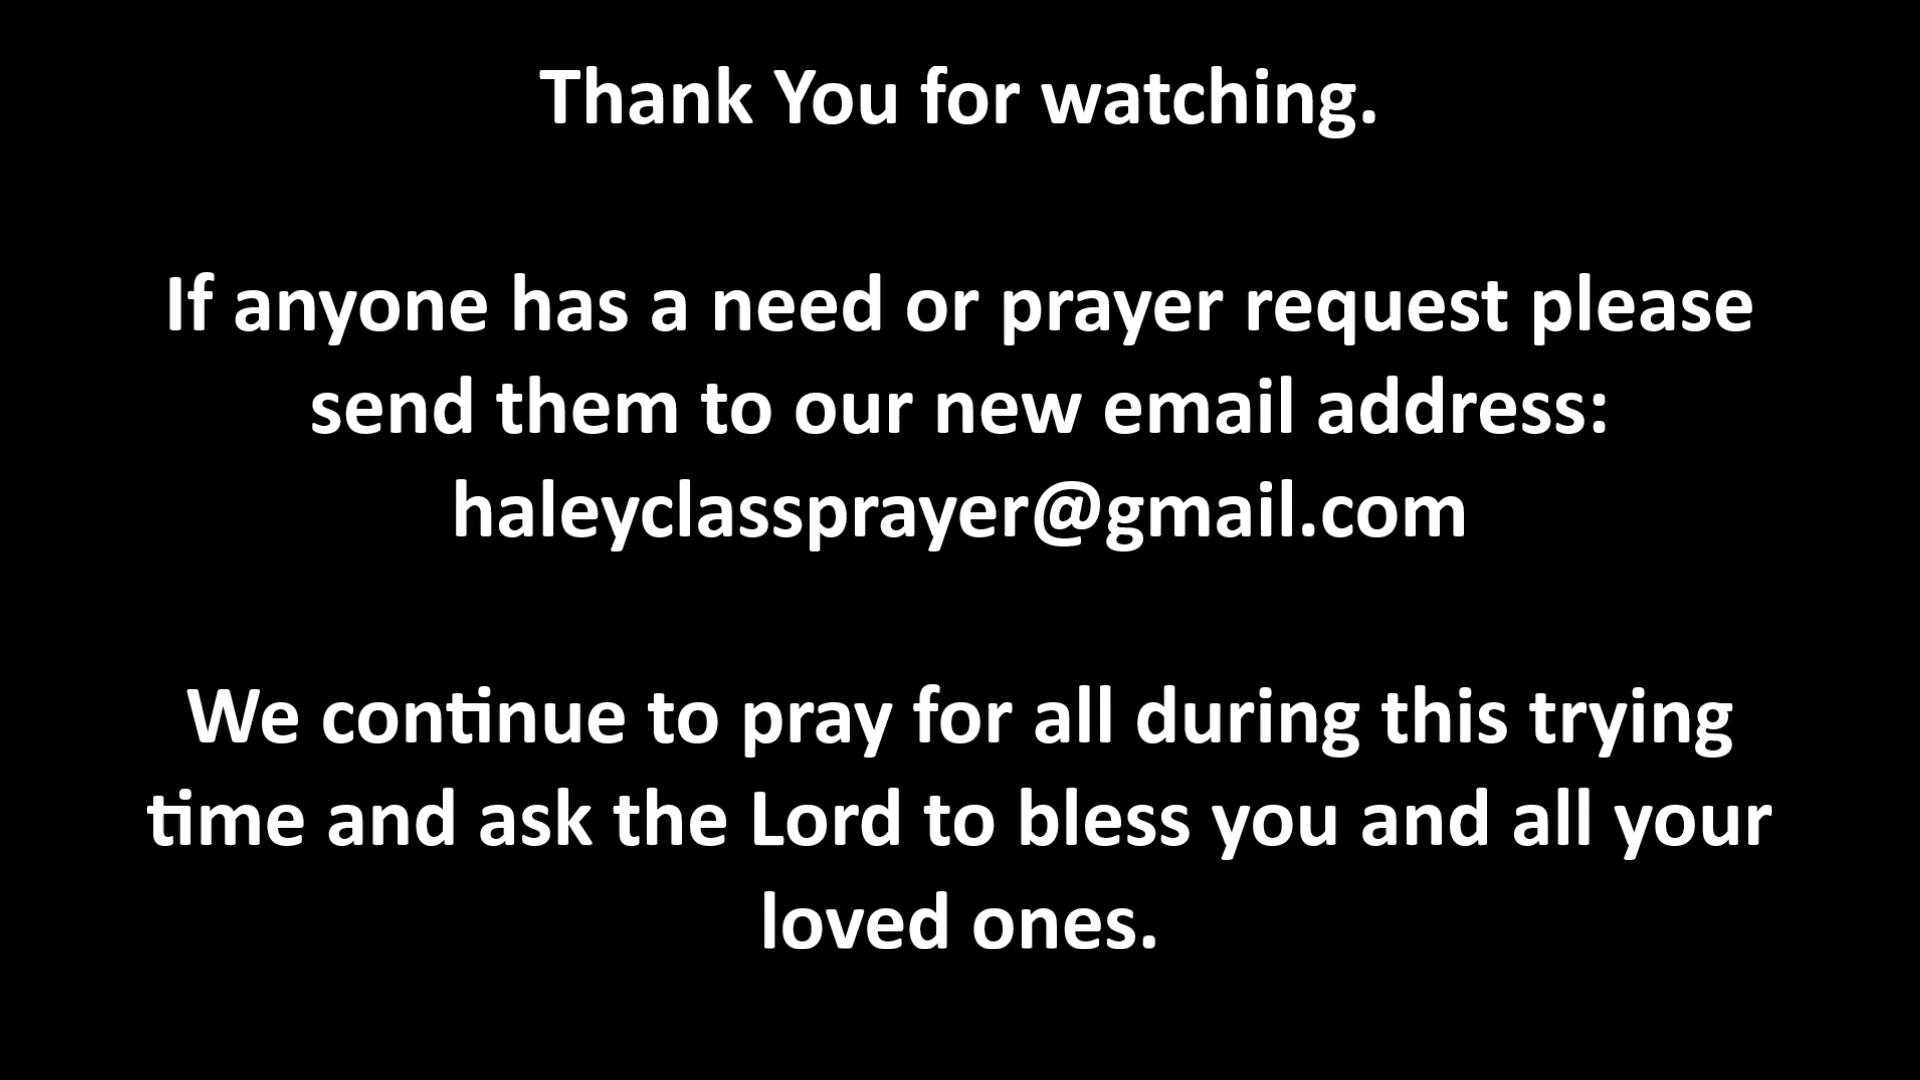 Thank You for watching.
If anyone has a need or prayer request please
send them to our new email address:
haleyclassprayer@gmail.com
We continue to pray for all during this trying
time and ask the Lord to bless you and all your
loved ones.